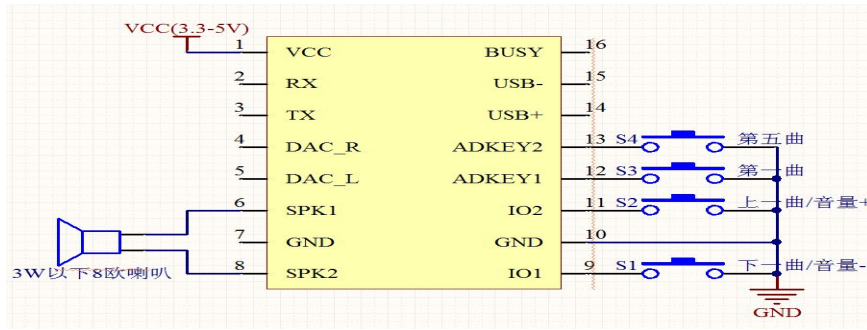 VCC(3.3-5V)
1 VCC BUSY 16
2 RX USB- 15
3 TX USB+ 14
4 DAC_R ADKEY2 13 S4 第五曲
5 DAC_L ADKEY1 12 S3 第一曲
6 SPK1 IO2 11 S2 上一曲/音量+
7 GND GND 10
3W以下8欧喇叭 8 SPK2 IO1 9 S1 下一曲/音量-
GND